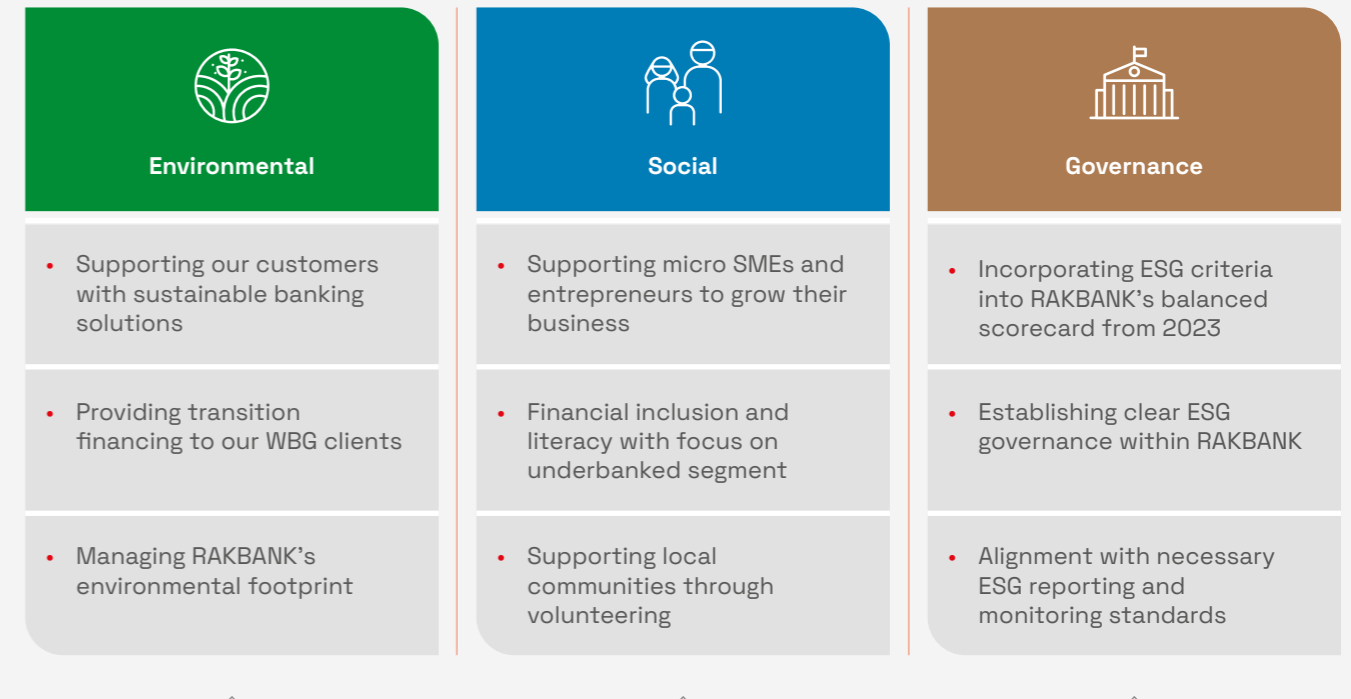 Environmental
• Supporting our customers
with sustainable banking
solutions
• Providing transition
financing to our WBG clients
• Managing RAKBANK's
environmental footprint
Social
• Supporting micro SMEs and
entrepreneurs to grow their
business
• Financial inclusion and
literacy with focus on
underbanked segment
• Supporting local
communities through
volunteering
Governance
• Incorporating ESG criteria
into RAKBANK's balanced
scorecard from 2023
• Establishing clear ESG
governance within RAKBANK
• Alignment with necessary
ESG reporting and
monitoring standards